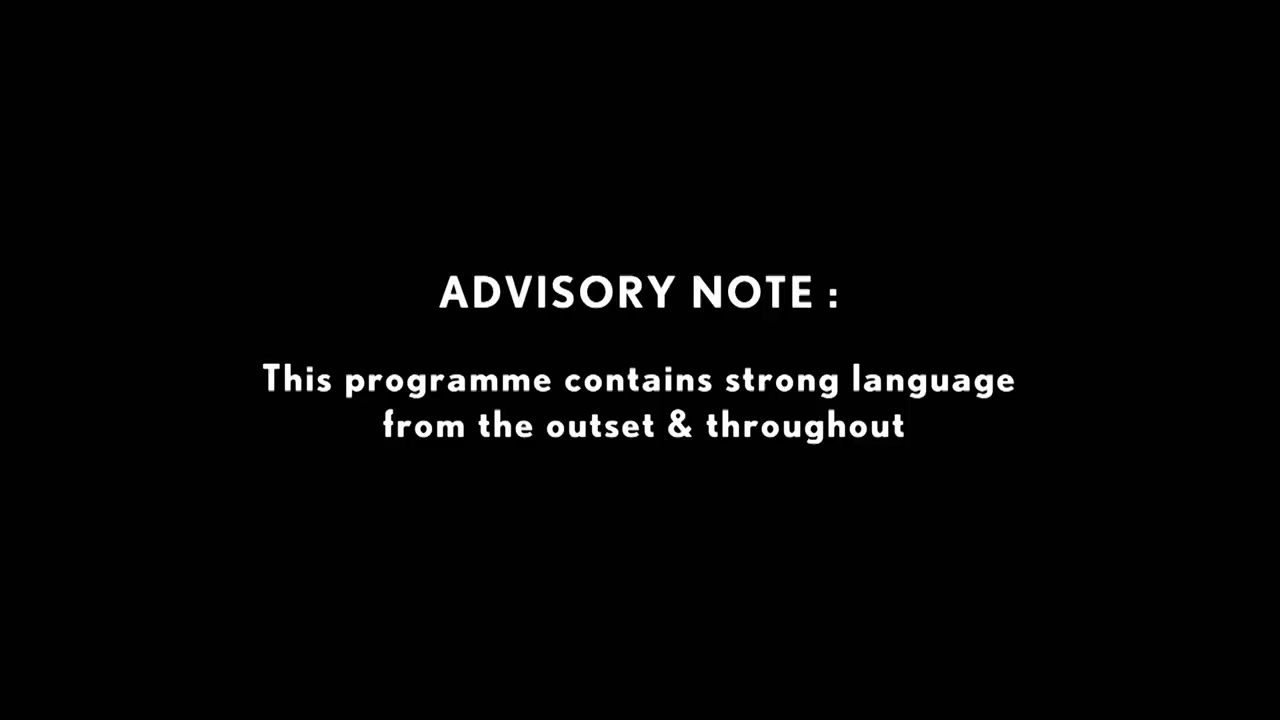 ADVISORY NOTE :
This programme contains strong language
from the outset & throughout